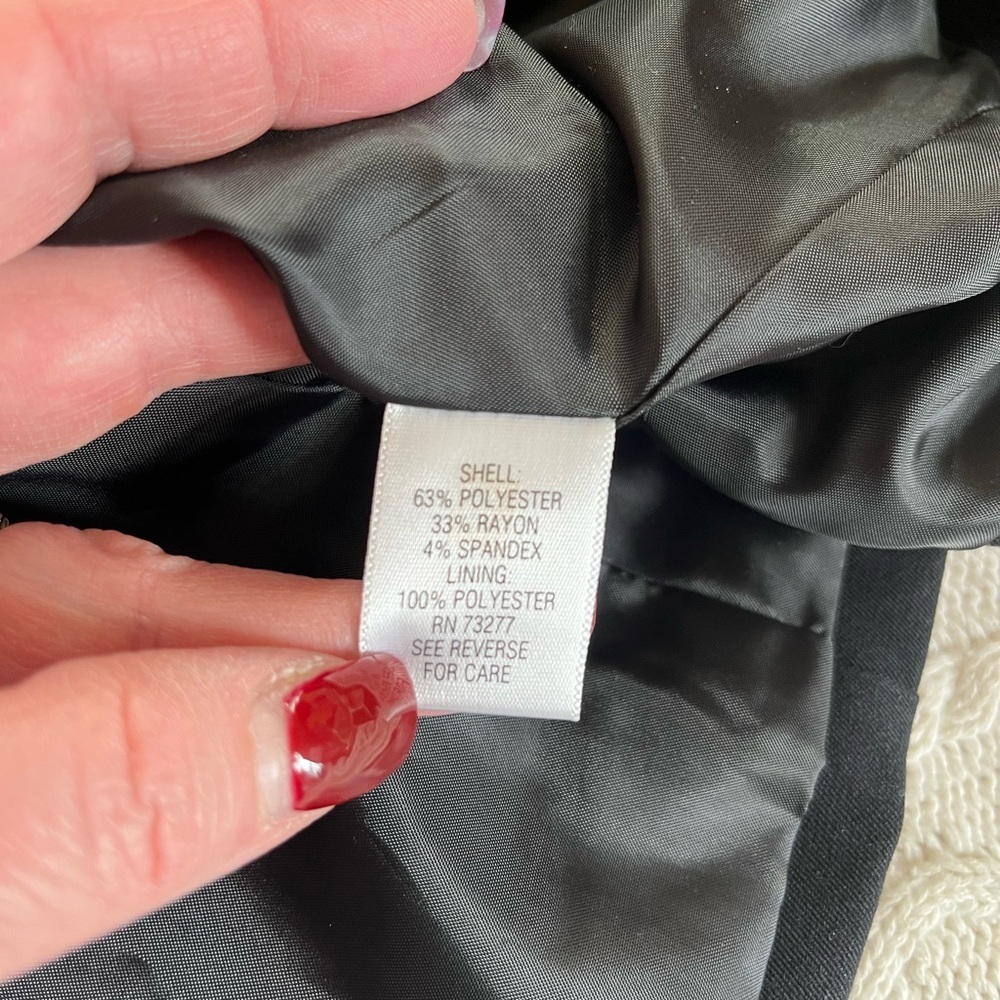 SHELL:
63% POLYESTER
33% RAYON
4% SPANDEX
LINING:
100% POLYESTER
RN 73277
SEE REVERSE
FOR CARE